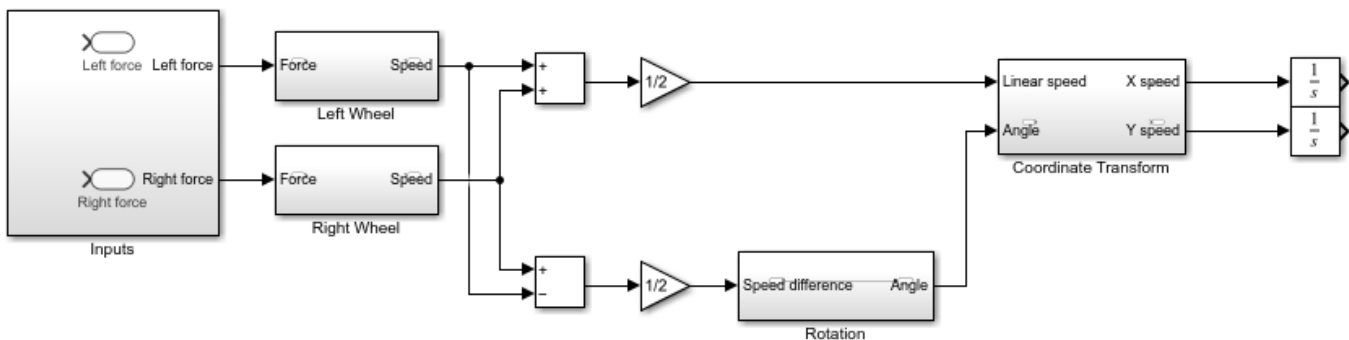 Left force
Left force
Right force
Right force
Inputs
Force
Speed
Left Wheel
Force
Speed
Right Wheel
+
+
1/2
+
−
1/2
Speed difference
Angle
Rotation
Linear speed
X speed
Angle
Y speed
Coordinate Transform
1
s
1
s